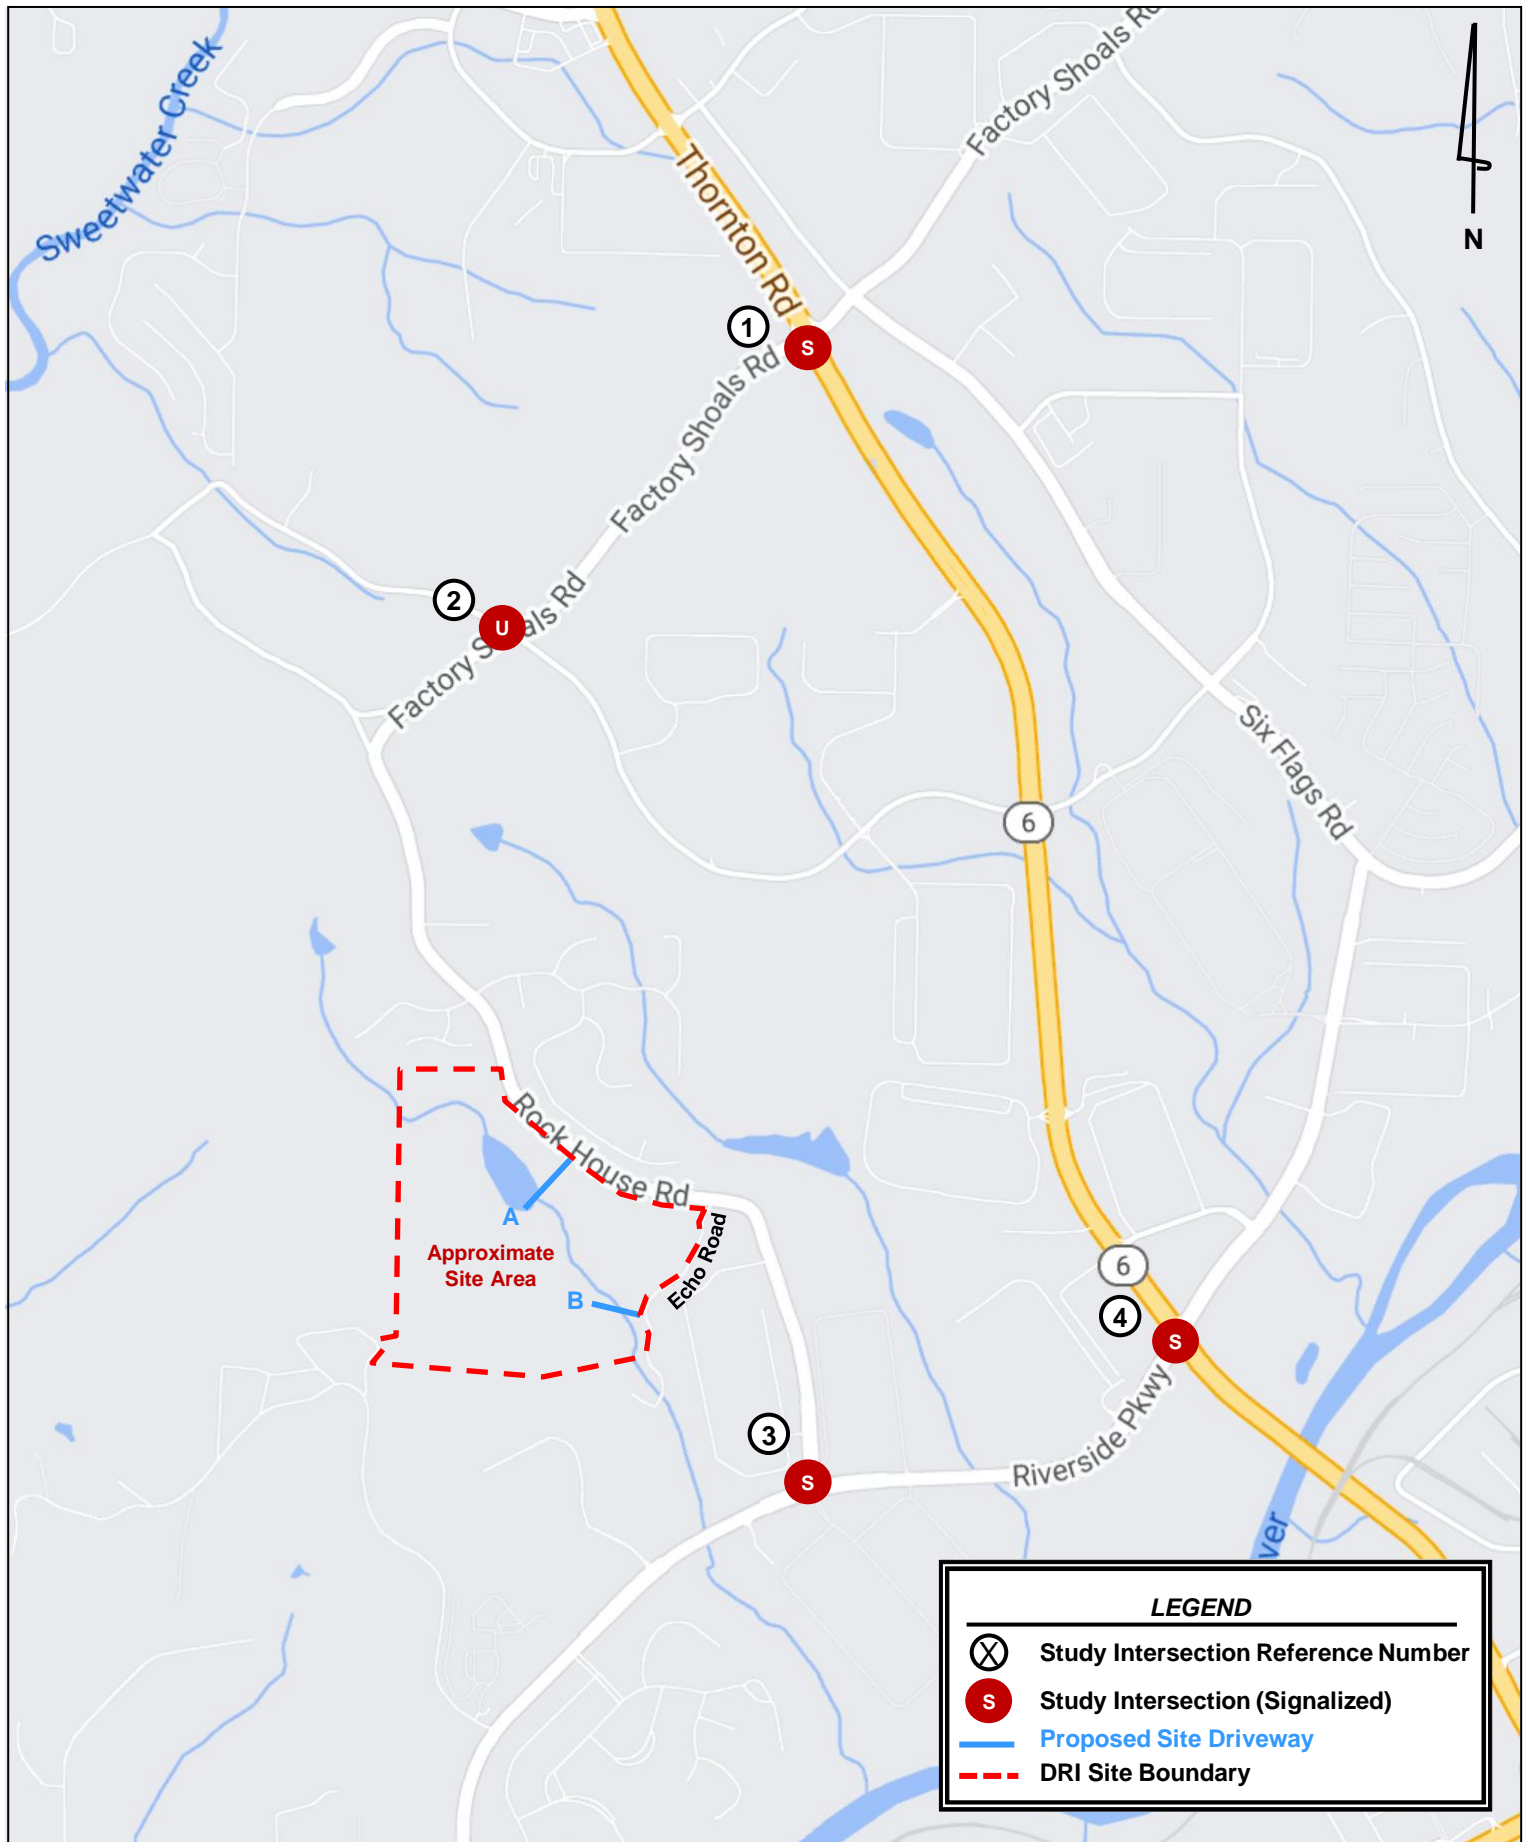 Factory Shoals Rd
Sweetwater Creek
N
Thornton Rd
1
S
Factory Shoals Rd
Factory Shoals Rd
2
U
Six Flags Rd
6
Rock House Rd
A
Echo Road
Approximate
Site Area
B
6
4
S
Riverside Pkwy
3
S
ver
LEGEND
X Study Intersection Reference Number
S Study Intersection (Signalized)
Proposed Site Driveway
DRI Site Boundary